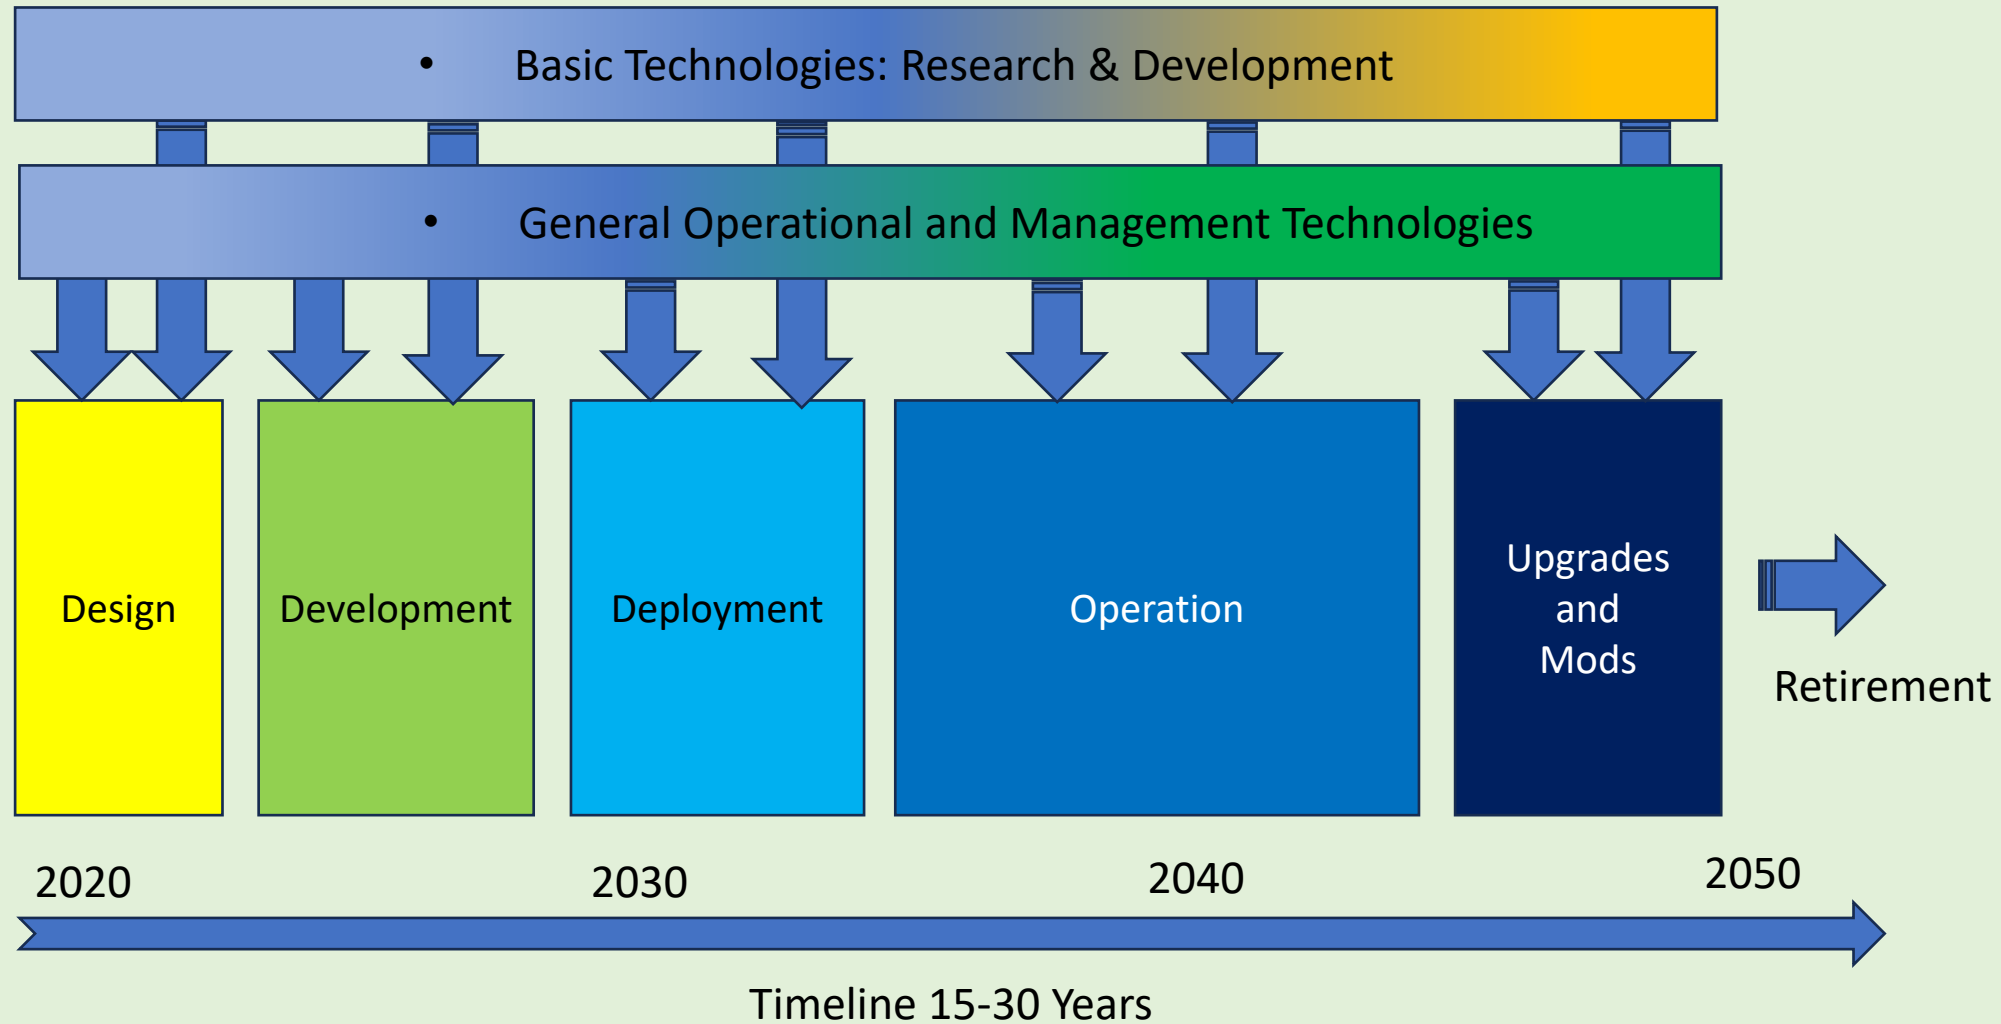 • Basic Technologies: Research & Development
• General Operational and Management Technologies
Design
Development
Deployment
Operation
Upgrades
and
Mods
Retirement
2020
2030
2040
2050
Timeline 15-30 Years